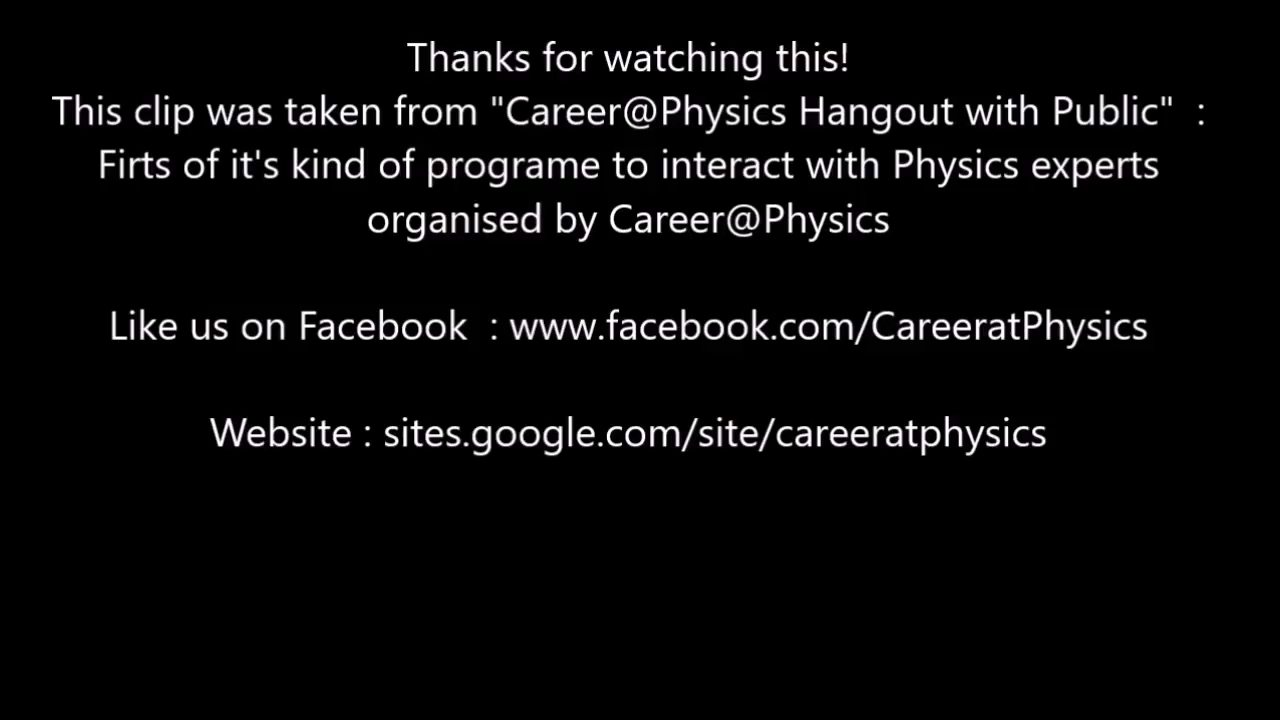 Thanks for watching this!
This clip was taken from "Career@Physics Hangout with Public"  :
Firts of it's kind of programe to interact with Physics experts
organised by Career@Physics
Like us on Facebook  : www.facebook.com/CareeratPhysics
Website : sites.google.com/site/careeratphysics